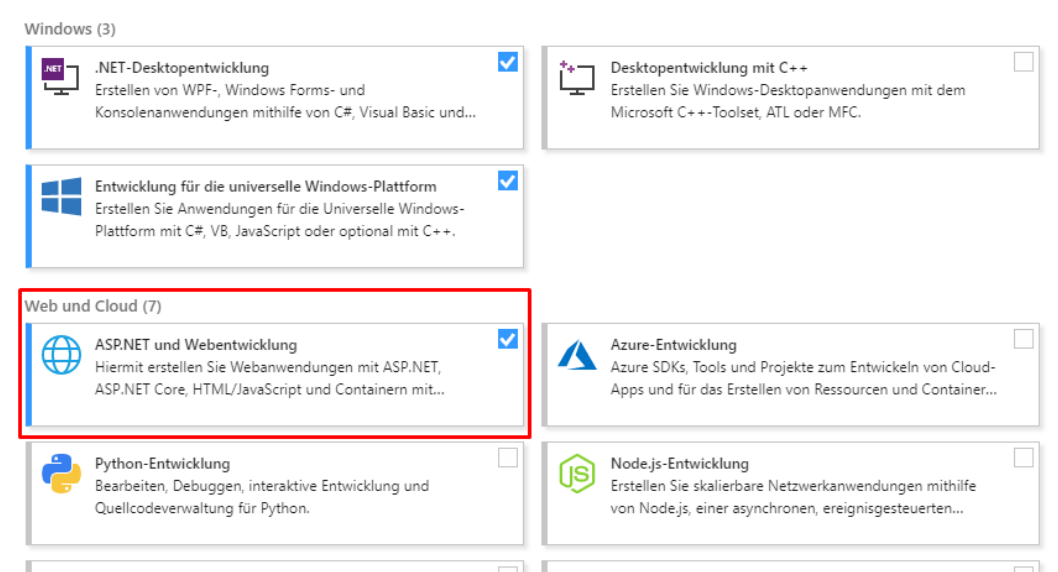 Windows (3)
.NET
.NET-Desktopentwicklung
Erstellen von WPF-, Windows Forms- und
Konsolenanwendungen mithilfe von C#, Visual Basic und...
++
Desktopentwicklung mit C++
Erstellen Sie Windows-Desktopanwendungen mit dem
Microsoft C++-Toolset, ATL oder MFC.
Entwicklung für die universelle Windows-Plattform
Erstellen Sie Anwendungen für die Universelle Windows-
Plattform mit C#, VB, JavaScript oder optional mit C++.
Web und Cloud (7)
ASP.NET und Webentwicklung
Hiermit erstellen Sie Webanwendungen mit ASP.NET,
ASP.NET Core, HTML/JavaScript und Containern mit...
Azure-Entwicklung
Azure SDKs, Tools und Projekte zum Entwickeln von Cloud-
Apps und für das Erstellen von Ressourcen und Container...
Python-Entwicklung
Bearbeiten, Debuggen, interaktive Entwicklung und
Quellcodeverwaltung für Python.
JS
Node.js-Entwicklung
Erstellen Sie skalierbare Netzwerkanwendungen mithilfe
von Node.js, einer asynchronen, ereignisgesteuerten...